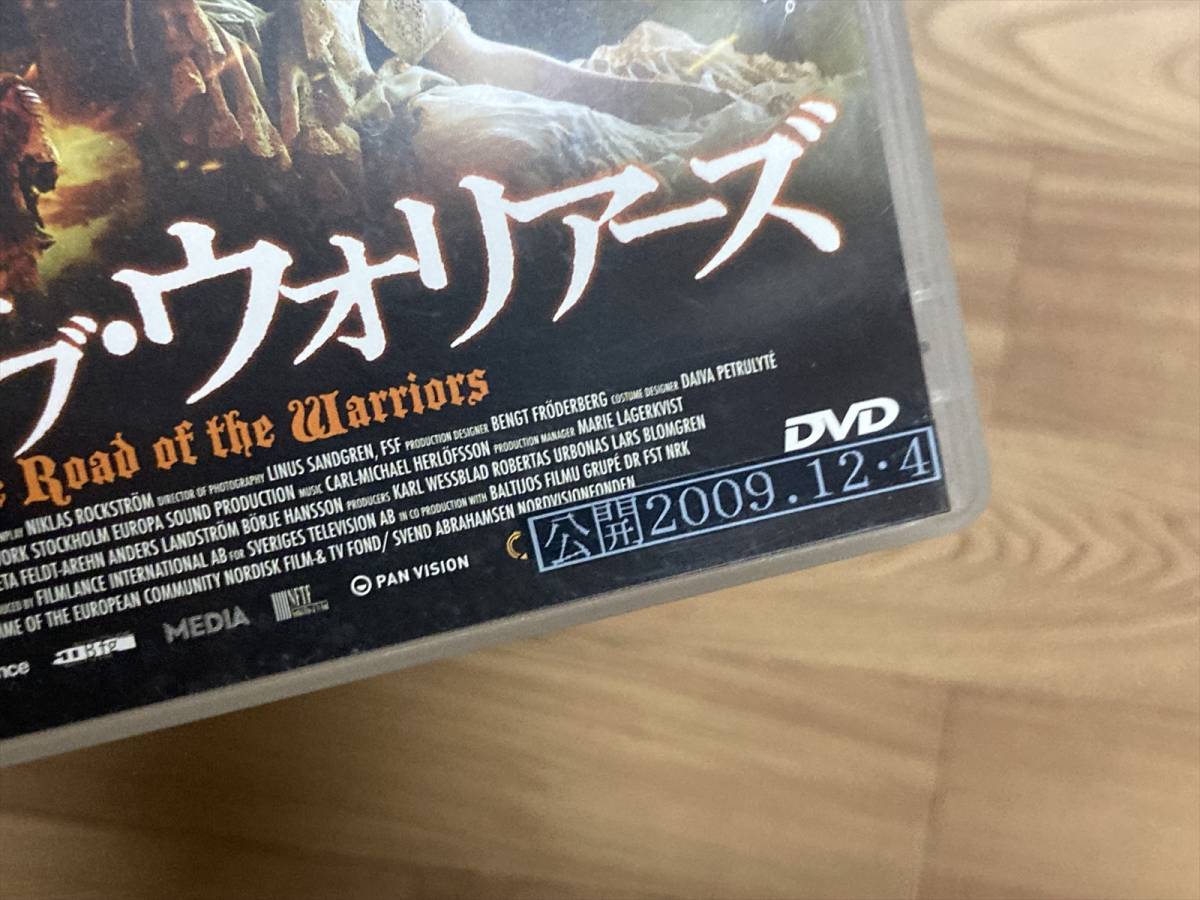 ブ・ウォリアーズ
Road of the Warriors
NIKLAS ROCKSTRÖM DIRECTOR OF PHOTOGRAPHY LINUS SANDGREN, FSF PRODUCTION DESIGNER BENGT FRÖDERBERG COSTUME DESIGNER DAIVA PETRULYTĖ
STOCKHOLM EUROPA SOUND PRODUCTION MUSIC CARL-MICHAEL HERLÖFSSON PRODUCTION MANAGER MARIE LAGERKVIST
FELDT-AREHN ANDERS LANDSTRÖM BÖRJE HANSSON PRODUCERS KARL WESSBLAD ROBERTAS URBONAS LARS BLOMGREN
BY FILMLANCE INTERNATIONAL AB FOR SVERIGES TELEVISION AB IN CO PRODUCTION WITH BALTIJOS FILMU GRUPÉ DR FST NRK
OF THE EUROPEAN COMMUNITY NORDISK FILM-& TV FOND/ SVEND ABRAHAMSEN NORDVISIONFONDEN
DVD
公開2009.12.4
MEDIA
NFTF
PAN VISION